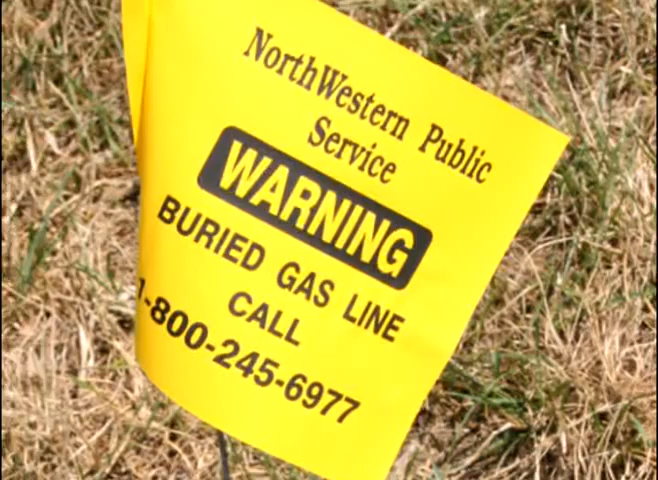 NorthWestern Public
Service
WARNING
BURIED GAS LINE
CALL
1-800-245-6977